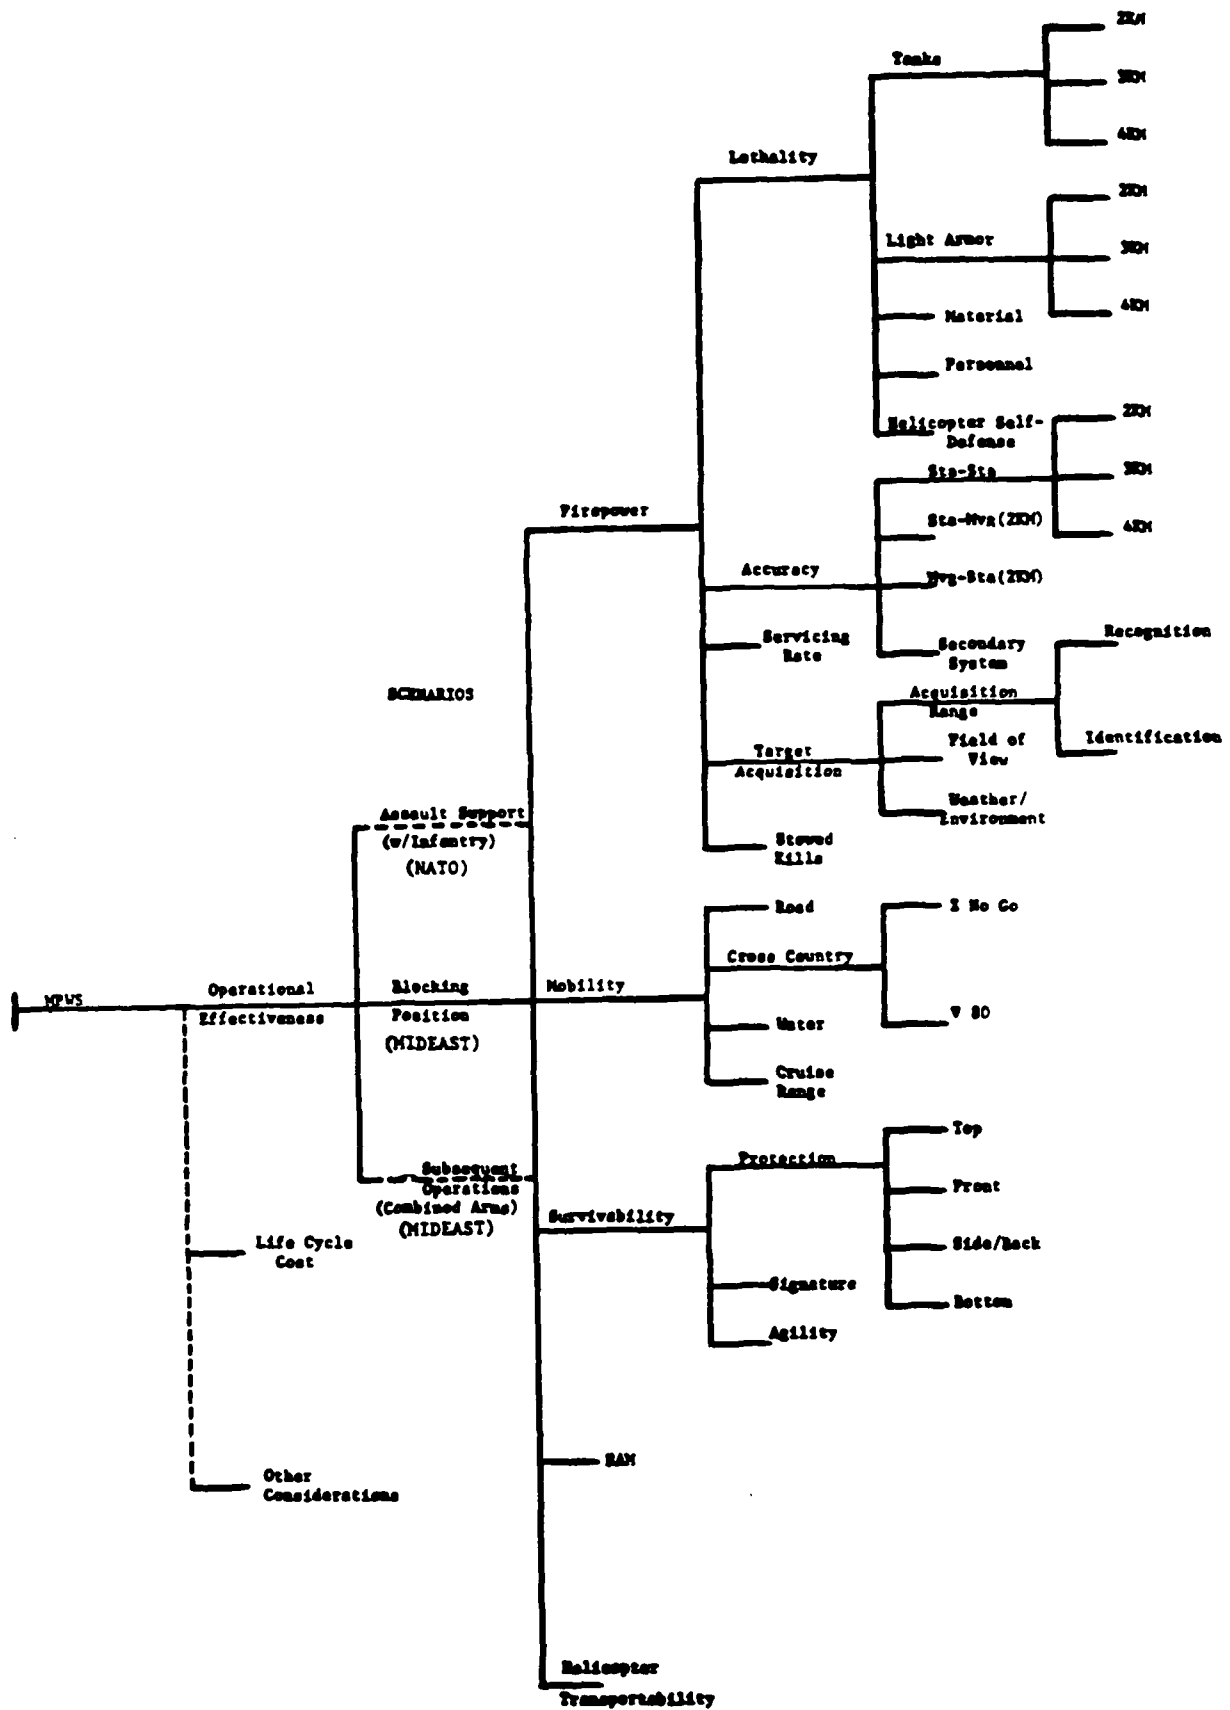 2KM
Tanks
3KM
4KM
Lethality
2KM
Light Armor
3KM
4KM
Material
Personnel
Helicopter Self-
Defense
2KM
Sta-Sta
3KM
Sta-Mvg(2KM)
4KM
Firepower
Accuracy
Mvg-Sta(2KM)
Servicing
Rate
Secondary
System
Recognition
SCENARIOS
Acquisition
Range
Identification
Field of
View
Target
Acquisition
Weather/
Environment
Assault Support
(w/Infantry)
(NATO)
Stowed
Kills
Road
% No Go
Cross Country
Mobility
Operational
Effectiveness
Blocking
Position
(MIDEAST)
MPWS
V 80
Water
Cruise
Range
Top
Protection
Front
Subsequent
Operations
(Combined Arms)
(MIDEAST)
Survivability
Side/Back
Life Cycle
Cost
Signature
Bottom
Agility
RAM
Other
Considerations
Helicopter
Transportability